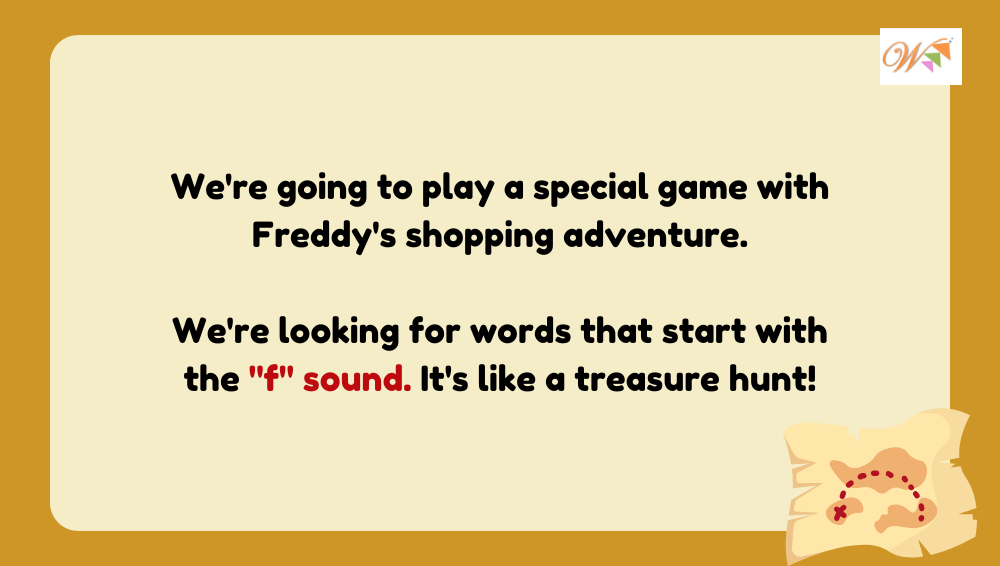 W
We're going to play a special game with
Freddy's shopping adventure.
We're looking for words that start with
the "f" sound. It's like a treasure hunt!